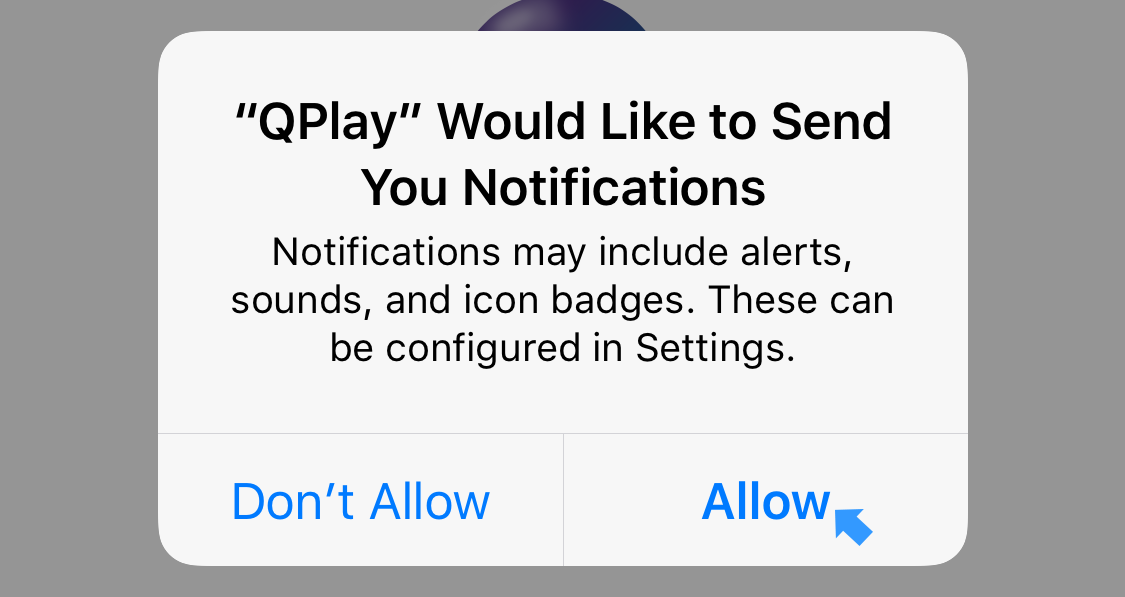 “QPlay” Would Like to Send
You Notifications
Notifications may include alerts,
sounds, and icon badges. These can
be configured in Settings.
Don’t Allow
Allow